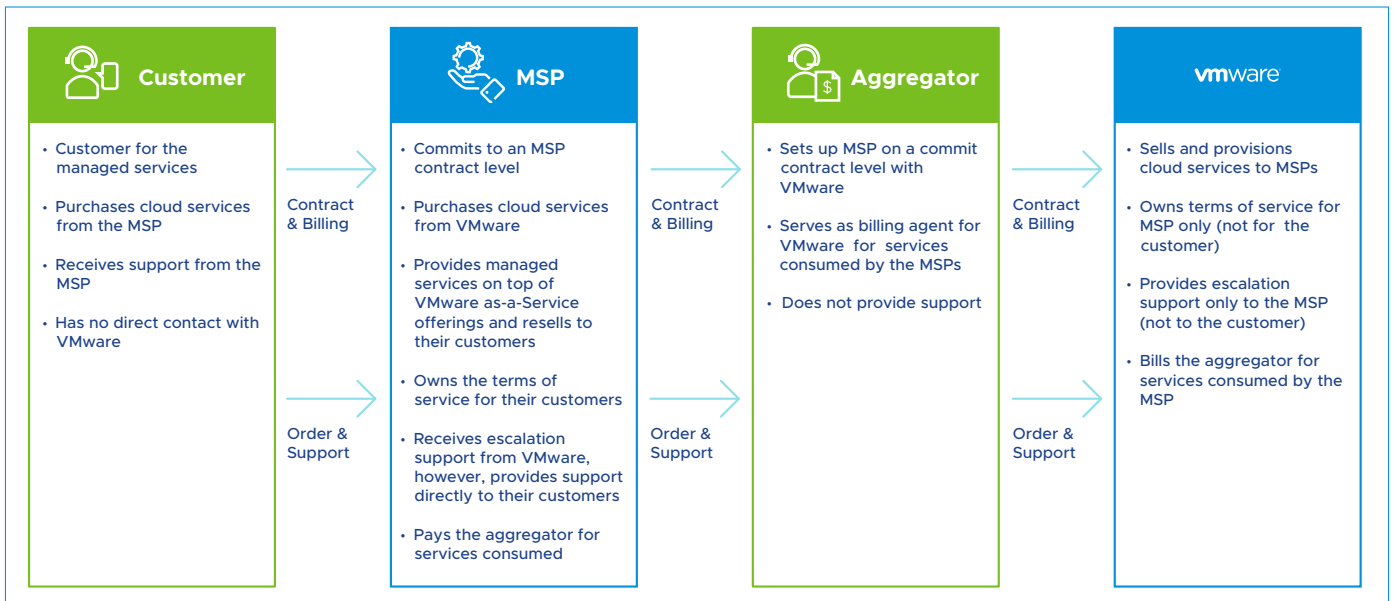 Customer
• Customer for the
managed services
• Purchases cloud services
from the MSP
• Receives support from the
MSP
• Has no direct contact with
VMware
Contract
& Billing
Order &
Support
MSP
• Commits to an MSP
contract level
• Purchases cloud services
from VMware
• Provides managed
services on top of
VMware as-a-Service
offerings and resells to
their customers
• Owns the terms of
service for their customers
• Receives escalation
support from VMware,
however, provides support
directly to their customers
• Pays the aggregator for
services consumed
Contract
& Billing
Order &
Support
$
Aggregator
• Sets up MSP on a commit
contract level with
VMware
• Serves as billing agent for
VMware for services
consumed by the MSPs
• Does not provide support
Contract
& Billing
Order &
Support
vmware
• Sells and provisions
cloud services to MSPs
• Owns terms of service for
MSP only (not for the
customer)
• Provides escalation
support only to the MSP
(not to the customer)
• Bills the aggregator for
services consumed by the
MSP